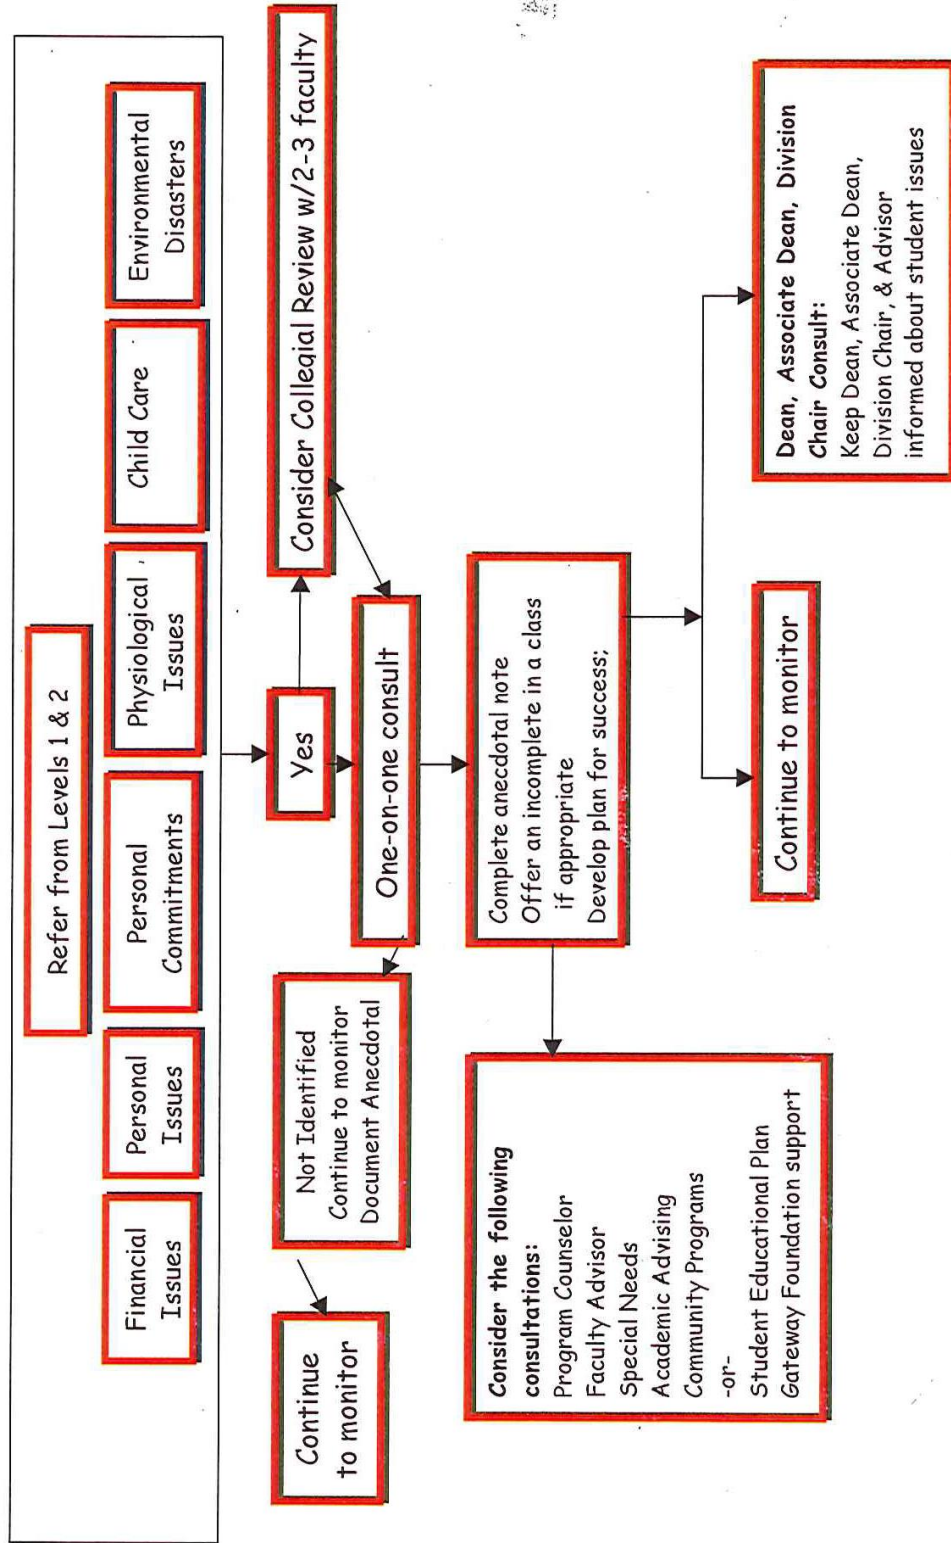 Refer from Levels 1 & 2
Financial
Issues
Personal
Issues
Personal
Commitments
Physiological
Issues
Child Care
Environmental
Disasters
Yes
Consider Collegial Review w/2-3 faculty
One-on-one consult
Not Identified
Continue to monitor
Document Anecdotal
Continue
to monitor
Complete anecdotal note
Offer an incomplete in a class
if appropriate
Develop plan for success;
Consider the following
consultations:
Program Counselor
Faculty Advisor
Special Needs
Academic Advising
Community Programs
-or-
Student Educational Plan
Gateway Foundation support
Continue to monitor
Dean, Associate Dean, Division
Chair Consult:
Keep Dean, Associate Dean,
Division Chair, & Advisor
informed about student issues